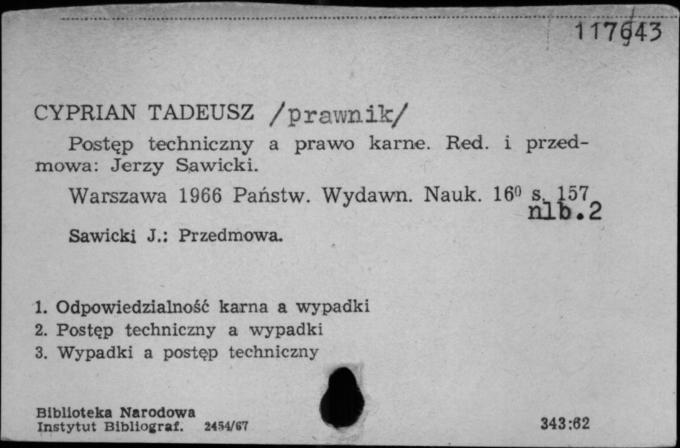 117643
CYPRIAN TADEUSZ /prawnik/
Postęp techniczny a prawo karne. Red. i przed-
mowa: Jerzy Sawicki.
Warszawa 1966 Państw. Wydawn. Nauk. 16⁰ s. 157
nlb.2
Sawicki J.: Przedmowa.
1. Odpowiedzialność karna a wypadki
2. Postęp techniczny a wypadki
3. Wypadki a postęp techniczny
Biblioteka Narodowa
Instytut Bibliograf. 2454/67 343:62